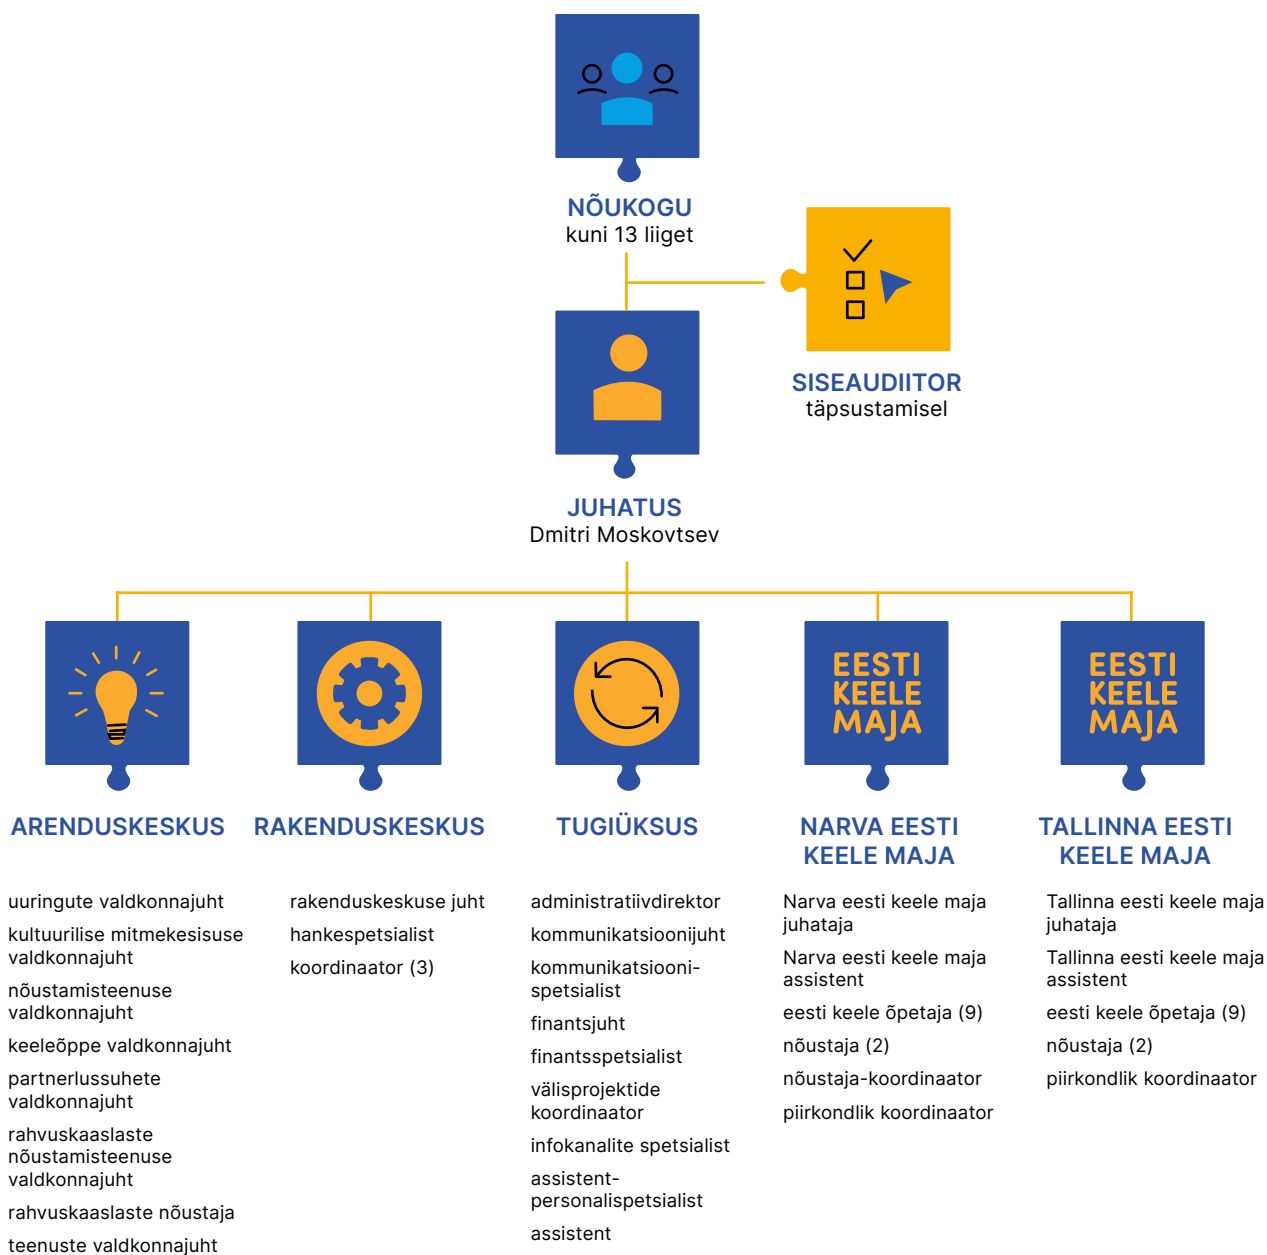 NÕUKOGU
kuni 13 liiget
SISEAUDIITOR
täpsustamisel
JUHATUS
Dmitri Moskovtsev
EESTI
KEELE
MAJA
EESTI
KEELE
MAJA
ARENDUSKESKUS
uuringute valdkonnajuht
kultuurilise mitmekesisuse
valdkonnajuht
nõustamisteenuse
valdkonnajuht
keeleõppe valdkonnajuht
partnerlussuhete
valdkonnajuht
rahvuskaaslaste
nõustamisteenuse
valdkonnajuht
rahvuskaaslaste nõustaja
teenuste valdkonnajuht
RAKENDUSKESKUS
rakenduskeskuse juht
hankespetsialist
koordinaator (3)
TUGIÜKSUS
administratiivdirektor
kommunikatsioonijuht
kommunikatsiooni-
spetsialist
finantsjuht
finantsspetsialist
välisprojektide
koordinaator
infokanalite spetsialist
assistent-
personalispetsialist
assistent
NARVA EESTI
KEELE MAJA
Narva eesti keele maja
juhataja
Narva eesti keele maja
assistent
eesti keele õpetaja (9)
nõustaja (2)
nõustaja-koordinaator
piirkondlik koordinaator
TALLINNA EESTI
KEELE MAJA
Tallinna eesti keele maja
juhataja
Tallinna eesti keele maja
assistent
eesti keele õpetaja (9)
nõustaja (2)
piirkondlik koordinaator